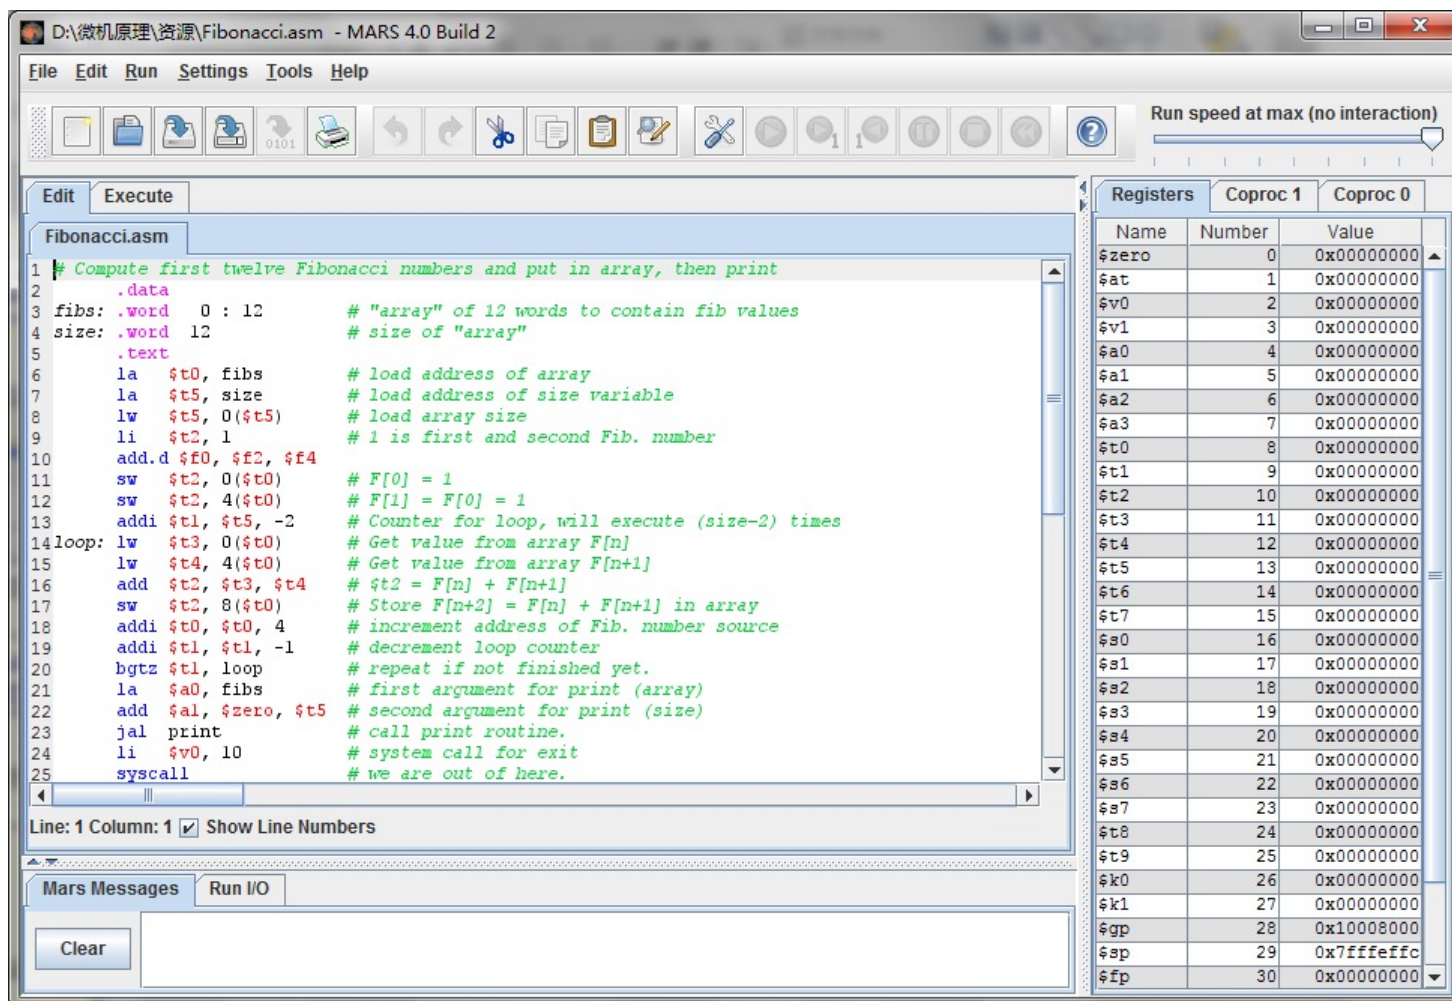 D:\微机原理\资源\Fibonacci.asm - MARS 4.0 Build 2
File Edit Run Settings Tools Help
Run speed at max (no interaction)
Edit Execute
Fibonacci.asm
1 # Compute first twelve Fibonacci numbers and put in array, then print
2 .data
3 fibs: .word 0 : 12 # "array" of 12 words to contain fib values
4 size: .word 12 # size of "array"
5 .text
6 la $t0, fibs # load address of array
7 la $t5, size # load address of size variable
8 lw $t5, 0($t5) # load array size
9 li $t2, 1 # 1 is first and second Fib. number
10 add.d $f0, $f2, $f4
11 sw $t2, 0($t0) # F[0] = 1
12 sw $t2, 4($t0) # F[1] = F[0] = 1
13 addi $t1, $t5, -2 # Counter for loop, will execute (size-2) times
14 loop: lw $t3, 0($t0) # Get value from array F[n]
15 lw $t4, 4($t0) # Get value from array F[n+1]
16 add $t2, $t3, $t4 # $t2 = F[n] + F[n+1]
17 sw $t2, 8($t0) # Store F[n+2] = F[n] + F[n+1] in array
18 addi $t0, $t0, 4 # increment address of Fib. number source
19 addi $t1, $t1, -1 # decrement loop counter
20 bgtz $t1, loop # repeat if not finished yet.
21 la $a0, fibs # first argument for print (array)
22 add $a1, $zero, $t5 # second argument for print (size)
23 jal print # call print routine.
24 li $v0, 10 # system call for exit
25 syscall # we are out of here.
Line: 1 Column: 1 Show Line Numbers
Mars Messages Run I/O
Clear
Registers Coproc 1 Coproc 0
Name Number Value
$zero 0 0x00000000
$at 1 0x00000000
$v0 2 0x00000000
$v1 3 0x00000000
$a0 4 0x00000000
$a1 5 0x00000000
$a2 6 0x00000000
$a3 7 0x00000000
$t0 8 0x00000000
$t1 9 0x00000000
$t2 10 0x00000000
$t3 11 0x00000000
$t4 12 0x00000000
$t5 13 0x00000000
$t6 14 0x00000000
$t7 15 0x00000000
$s0 16 0x00000000
$s1 17 0x00000000
$s2 18 0x00000000
$s3 19 0x00000000
$s4 20 0x00000000
$s5 21 0x00000000
$s6 22 0x00000000
$s7 23 0x00000000
$t8 24 0x00000000
$t9 25 0x00000000
$k0 26 0x00000000
$k1 27 0x00000000
$gp 28 0x10008000
$sp 29 0x7fffeffc
$fp 30 0x00000000